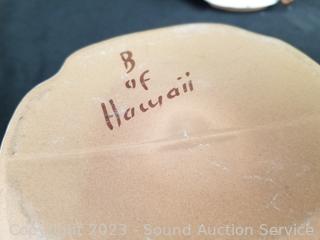 B
of
Hawaii
Copyright 2023 - Sound Auction Service